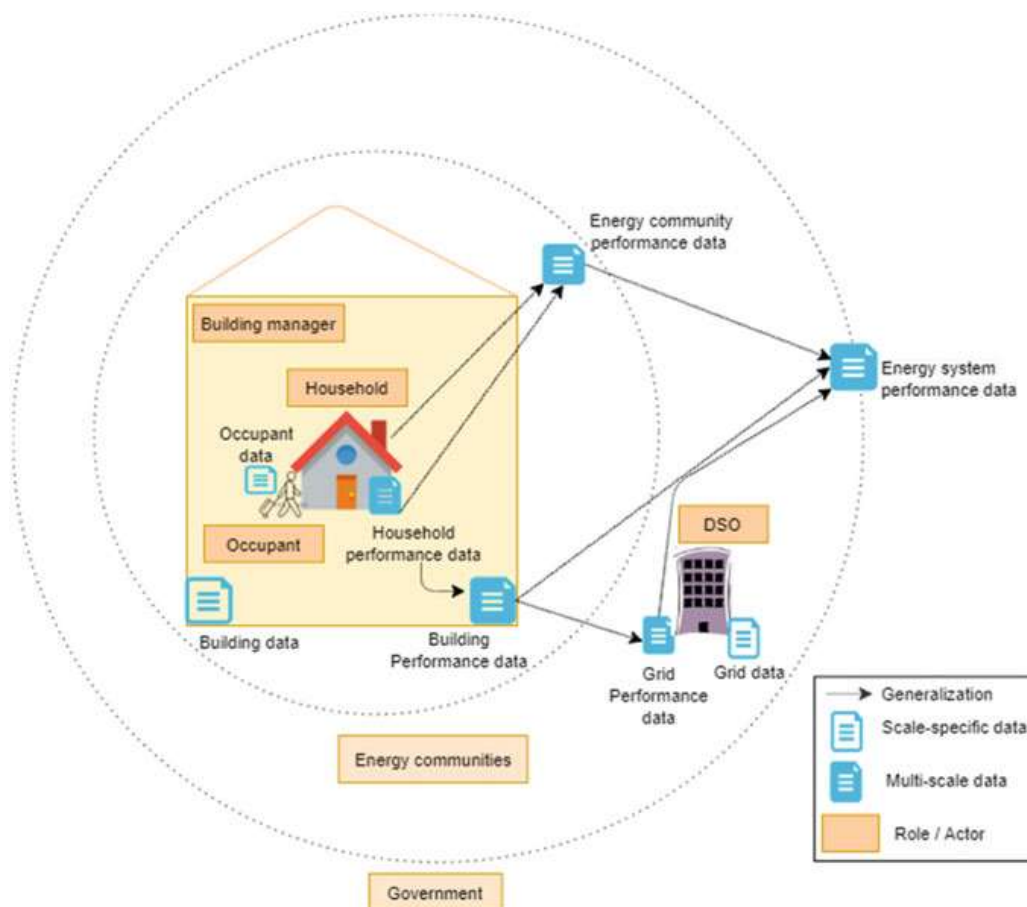 Energy community
performance data
Building manager
Household
Energy system
performance data
Occupant
data
DSO
Household
performance data
Occupant
Building data
Building
Performance data
Grid
Performance
data
Grid data
Generalization
Scale-specific data
Multi-scale data
Role / Actor
Energy communities
Government